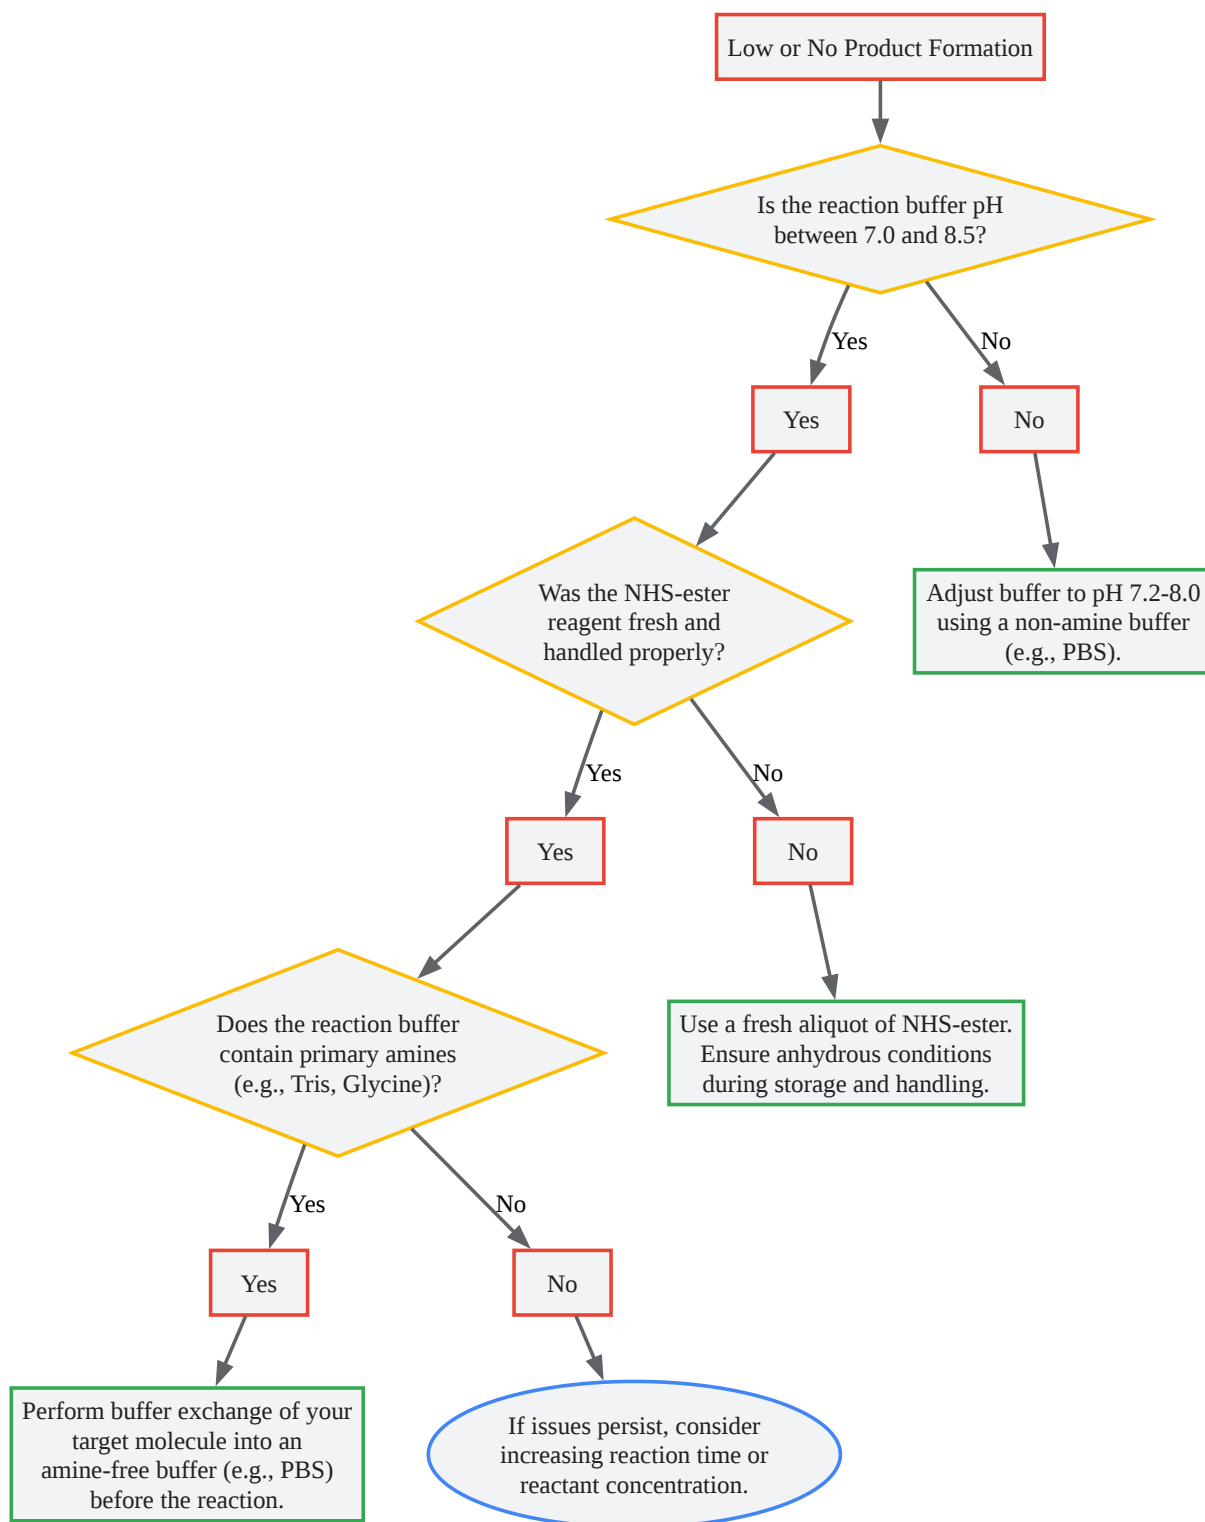 Low or No Product Formation
Is the reaction buffer pH
between 7.0 and 8.5?
Yes
No
Yes
No
Was the NHS-ester
reagent fresh and
handled properly?
Adjust buffer to pH 7.2-8.0
using a non-amine buffer
(e.g., PBS).
Yes
No
Yes
No
Does the reaction buffer
contain primary amines
(e.g., Tris, Glycine)?
Use a fresh aliquot of NHS-ester.
Ensure anhydrous conditions
during storage and handling.
Yes
No
Yes
No
Perform buffer exchange of your
target molecule into an
amine-free buffer (e.g., PBS)
before the reaction.
If issues persist, consider
increasing reaction time or
reactant concentration.